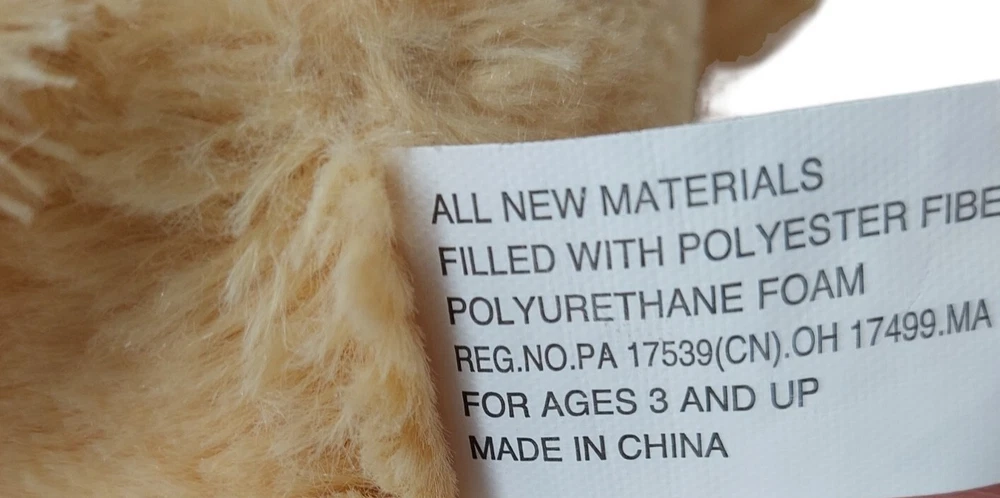 ALL NEW MATERIALS
FILLED WITH POLYESTER FIBE
POLYURETHANE FOAM
REG.NO.PA 17539(CN).OH 17499.MA
FOR AGES 3 AND UP
MADE IN CHINA